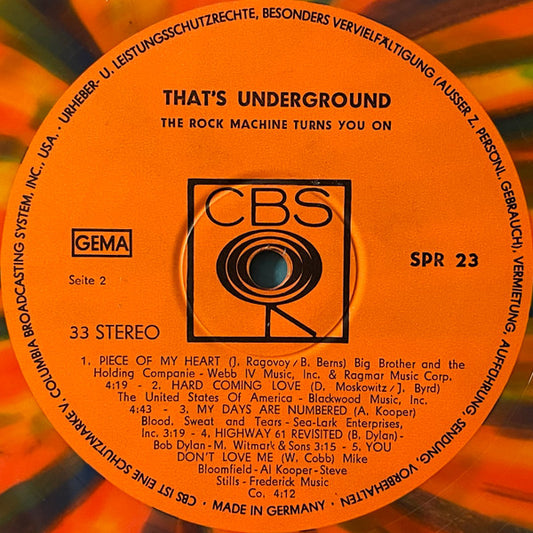 THAT'S UNDERGROUND
THE ROCK MACHINE TURNS YOU ON
CBS
GEMA
SPR 23
Seite 2
33 STEREO
1. PIECE OF MY HEART (J. Ragovoy/B. Berns) Big Brother and the
Holding Companie - Webb IV Music, Inc. & Ragmar Music Corp.
4:19 - 2. HARD COMING LOVE (D. Moskowitz/J. Byrd)
The United States Of America - Blackwood Music, Inc.
4:43 - 3. MY DAYS ARE NUMBERED (A. Kooper)
Blood. Sweat and Tears - Sea-Lark Enterprises,
Inc. 3:19 - 4. HIGHWAY 61 REVISITED (B. Dylan) -
Bob Dylan - M. Witmark & Sons 3:15 - 5. YOU
DON'T LOVE ME (W. Cobb) Mike
Bloomfield - Al Kooper - Steve
Stills - Frederick Music
Co. 4:12
CBS IST EINE SCHUTZMARKE V. COLUMBIA BROADCASTING SYSTEM, INC., USA. · URHEBER- U. LEISTUNGSSCHUTZRECHTE, BESONDERS VERVIELFÄLTIGUNG (AUSSER Z. PERSÖNL. GEBRAUCH), VERMIETUNG, AUFFÜHRUNG, SENDUNG, VORBEHALTEN · MADE IN GERMANY ·